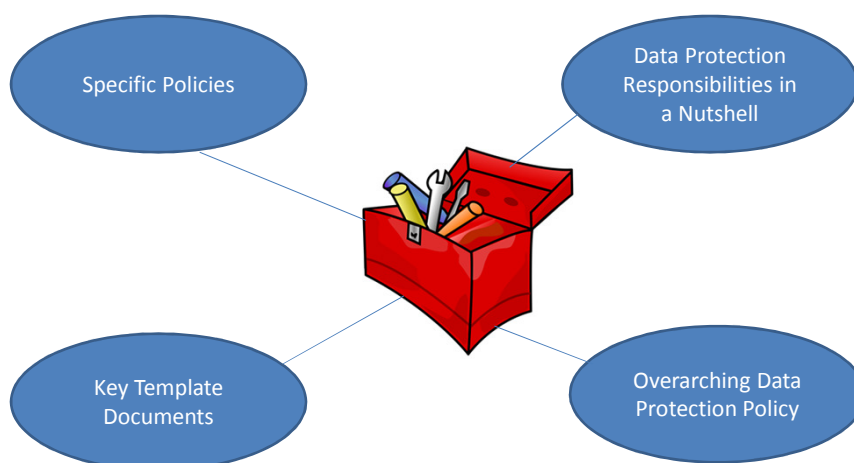 Specific Policies
Data Protection
Responsibilities in
a Nutshell
Key Template
Documents
Overarching Data
Protection Policy